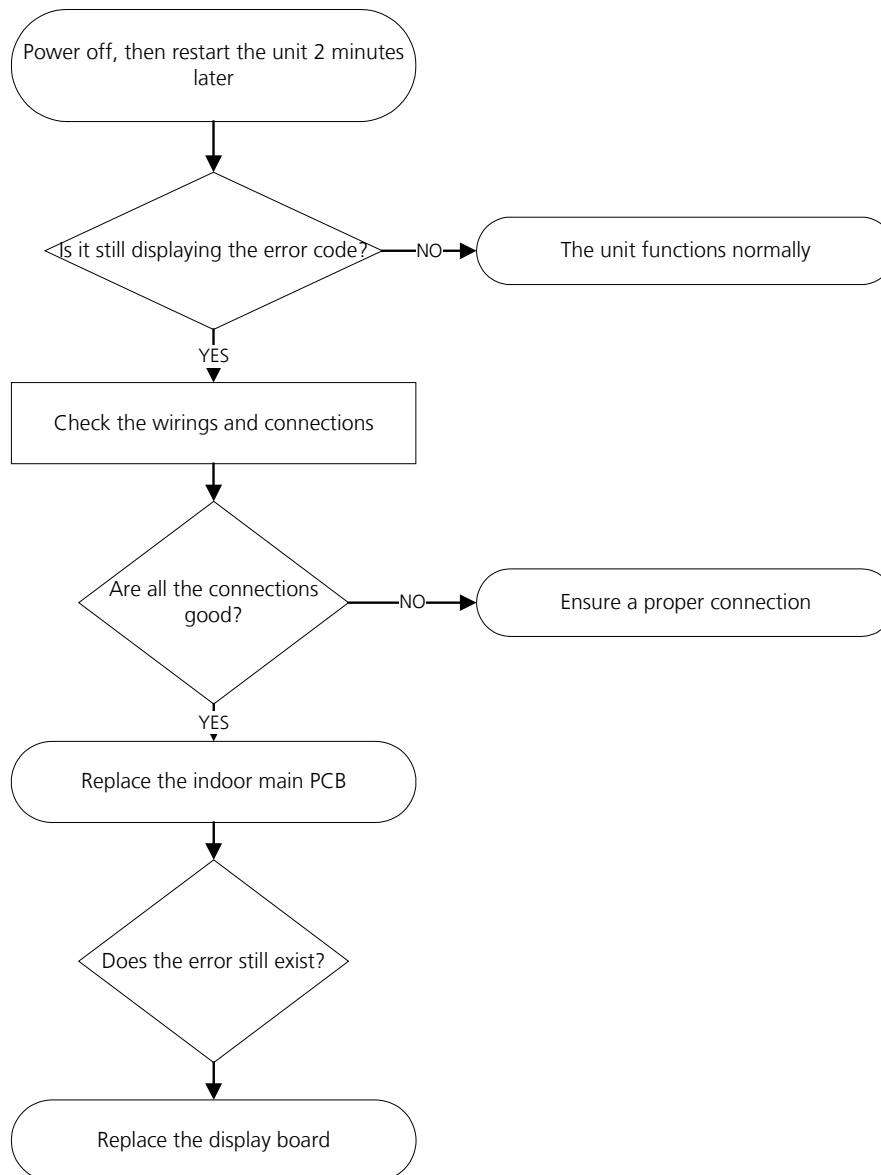 Power off, then restart the unit 2 minutes
later
Is it still displaying the error code?
NO
The unit functions normally
YES
Check the wirings and connections
Are all the connections
good?
NO
Ensure a proper connection
YES
Replace the indoor main PCB
Does the error still exist?
Replace the display board